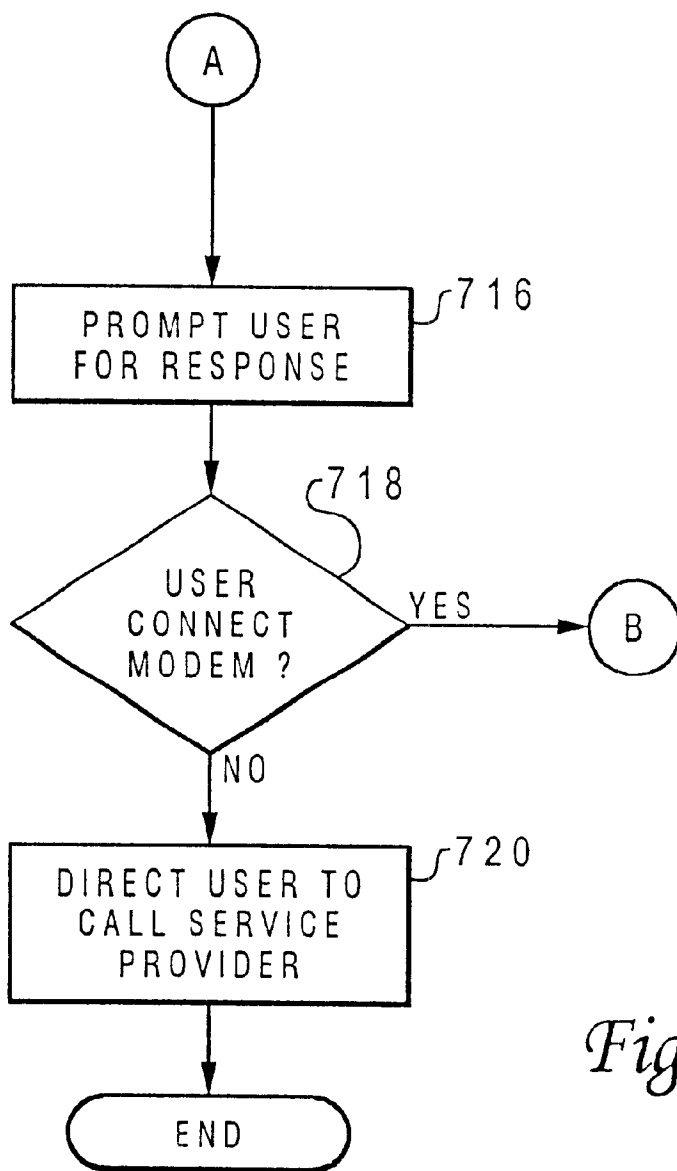 A
716
PROMPT USER
FOR RESPONSE
718
USER
CONNECT
MODEM ?
YES
B
NO
720
DIRECT USER TO
CALL SERVICE
PROVIDER
END
Fig